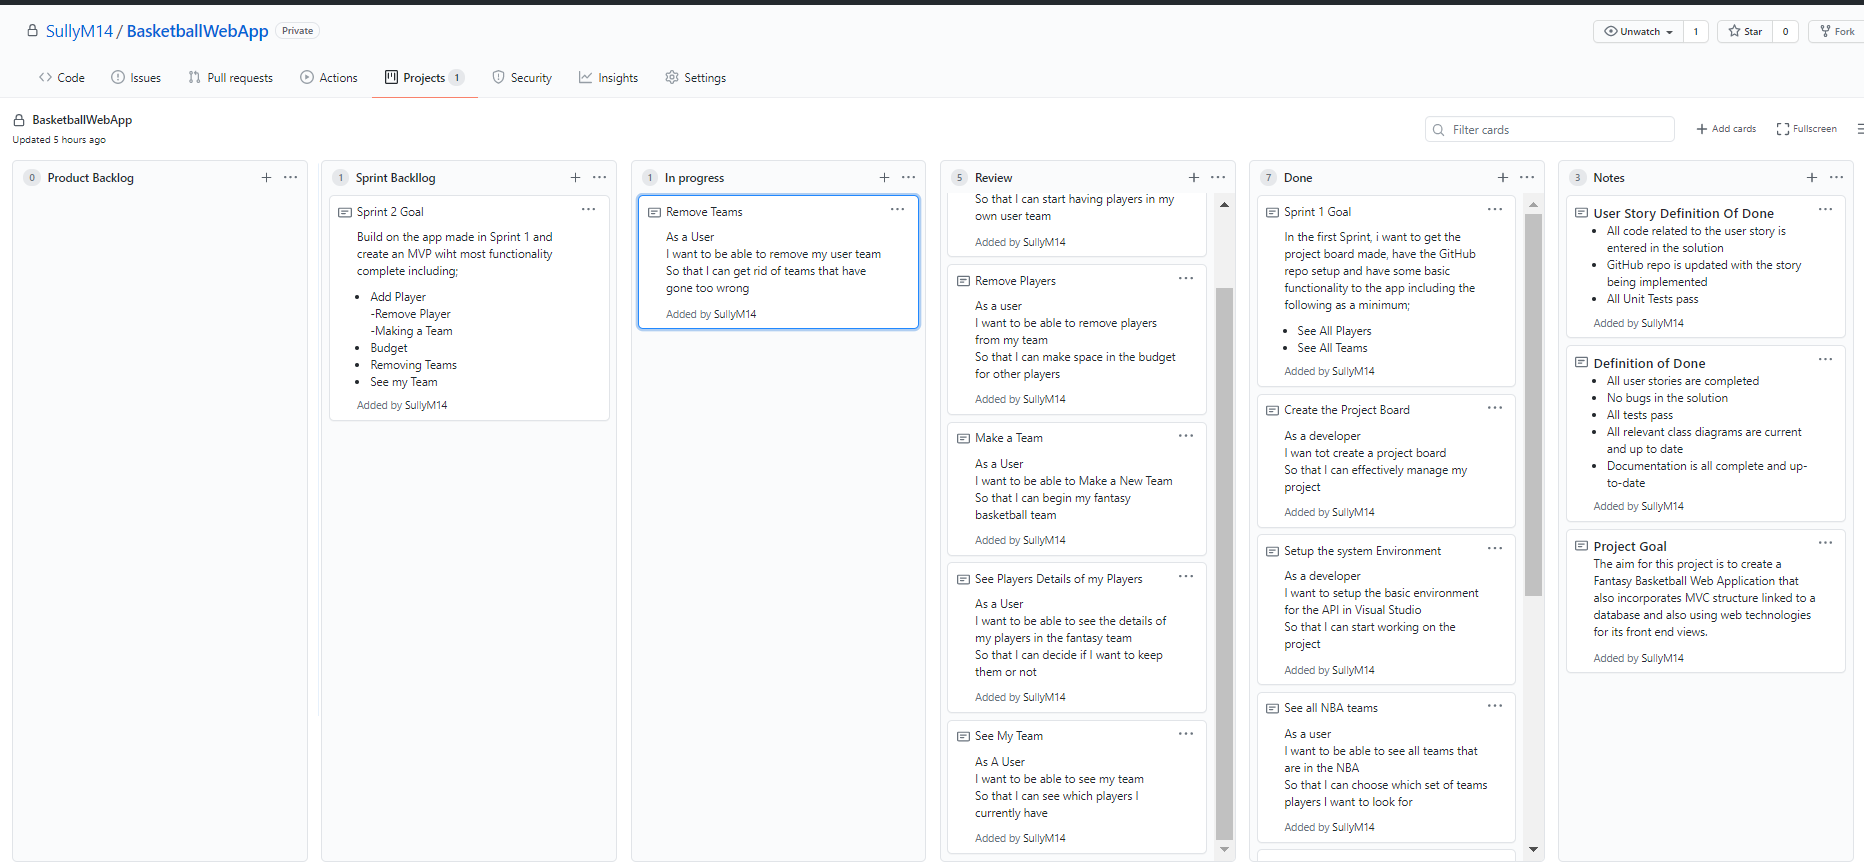 SullyM14 / BasketballWebApp Private
Unwatch 1 Star 0 Fork
Code Issues Pull requests Actions Projects 1 Security Insights Settings
BasketballWebApp
Updated 5 hours ago
Filter cards
Add cards
Fullscreen
0 Product Backlog
1 Sprint Backllog
Sprint 2 Goal
Build on the app made in Sprint 1 and
create an MVP wiht most functionality
complete including;
Add Player
-Remove Player
-Making a Team
Budget
Removing Teams
See my Team
Added by SullyM14
1 In progress
Remove Teams
As a User
I want to be able to remove my user team
So that I can get rid of teams that have
gone too wrong
Added by SullyM14
5 Review
So that I can start having players in my
own user team
Added by SullyM14
Remove Players
As a user
I want to be able to remove players
from my team
So that I can make space in the budget
for other players
Added by SullyM14
Make a Team
As a User
I want to be able to Make a New Team
So that I can begin my fantasy
basketball team
Added by SullyM14
See Players Details of my Players
As a User
I want to be able to see the details of
my players in the fantasy team
So that I can decide if I want to keep
them or not
Added by SullyM14
See My Team
As A User
I want to be able to see my team
So that I can see which players I
currently have
Added by SullyM14
7 Done
Sprint 1 Goal
In the first Sprint, i want to get the
project board made, have the GitHub
repo setup and have some basic
functionality to the app including the
following as a minimum;
See All Players
See All Teams
Added by SullyM14
Create the Project Board
As a developer
I wan tot create a project board
So that I can effectively manage my
project
Added by SullyM14
Setup the system Environment
As a developer
I want to setup the basic environment
for the API in Visual Studio
So that I can start working on the
project
Added by SullyM14
See all NBA teams
As a user
I want to be able to see all teams that
are in the NBA
So that I can choose which set of teams
players I want to look for
Added by SullyM14
3 Notes
User Story Definition Of Done
All code related to the user story is
entered in the solution
GitHub repo is updated with the story
being implemented
All Unit Tests pass
Added by SullyM14
Definition of Done
All user stories are completed
No bugs in the solution
All tests pass
All relevant class diagrams are current
and up to date
Documentation is all complete and up-
to-date
Added by SullyM14
Project Goal
The aim for this project is to create a
Fantasy Basketball Web Application that
also incorporates MVC structure linked to a
database and also using web technologies
for its front end views.
Added by SullyM14